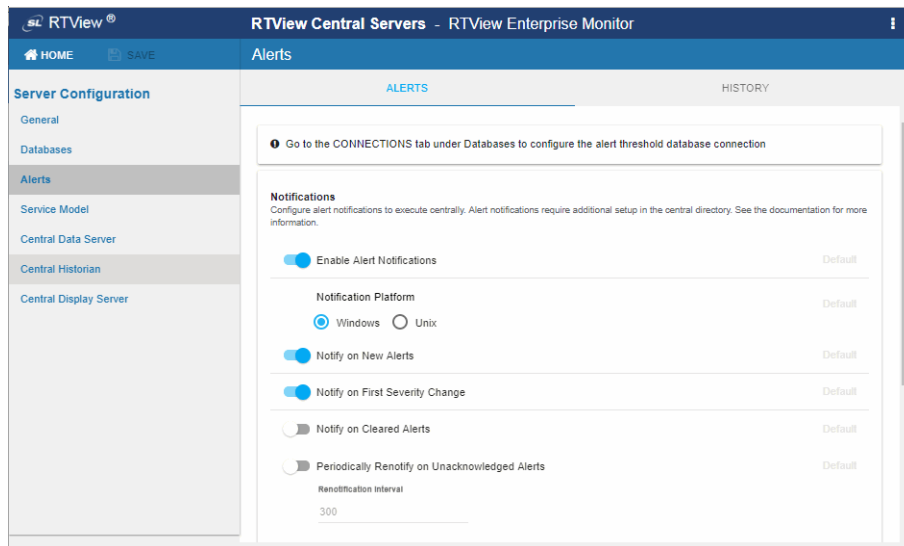 SL RTView ®
RTView Central Servers - RTView Enterprise Monitor
HOME
SAVE
Alerts
Server Configuration
General
Databases
Alerts
Service Model
Central Data Server
Central Historian
Central Display Server
ALERTS
HISTORY
Go to the CONNECTIONS tab under Databases to configure the alert threshold database connection
Notifications
Configure alert notifications to execute centrally. Alert notifications require additional setup in the central directory. See the documentation for more
information.
Enable Alert Notifications
Default
Notification Platform
Default
Windows
Unix
Notify on New Alerts
Default
Notify on First Severity Change
Default
Notify on Cleared Alerts
Default
Periodically Renotify on Unacknowledged Alerts
Default
Renotification Interval
300